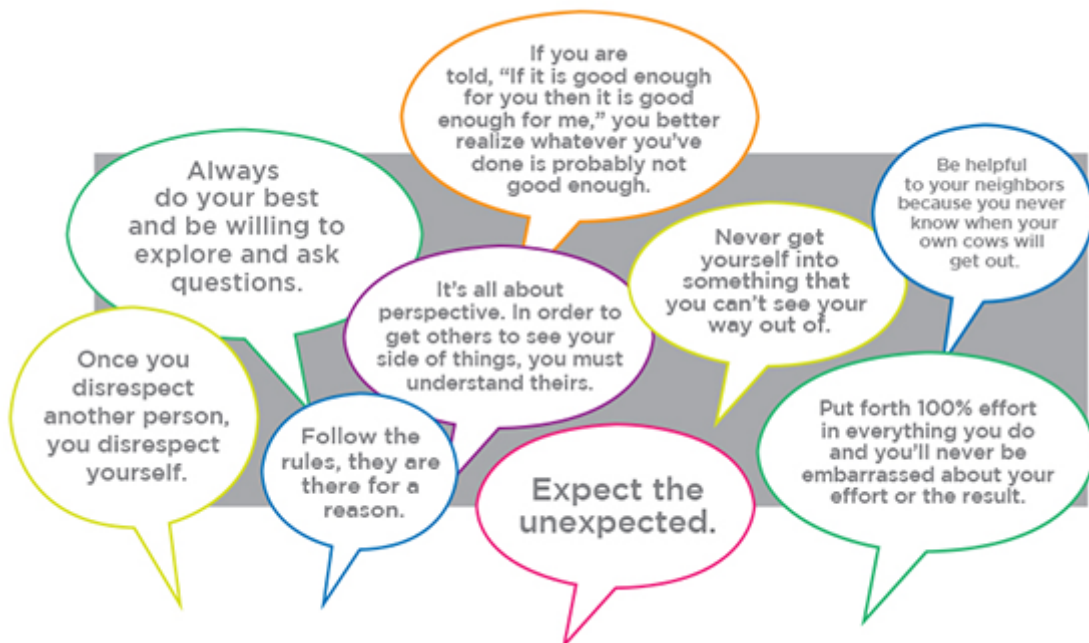 If you are
told, “If it is good enough
for you then it is good
enough for me,” you better
realize whatever you’ve
done is probably not
good enough.
Always
do your best
and be willing to
explore and ask
questions.
Be helpful
to your neighbors
because you never
know when your
own cows will
get out.
Never get
yourself into
something that
you can’t see your
way out of.
It’s all about
perspective. In order to
get others to see your
side of things, you must
understand theirs.
Once you
disrespect
another person,
you disrespect
yourself.
Follow the
rules, they are
there for a
reason.
Expect the
unexpected.
Put forth 100% effort
in everything you do
and you’ll never be
embarrassed about your
effort or the result.